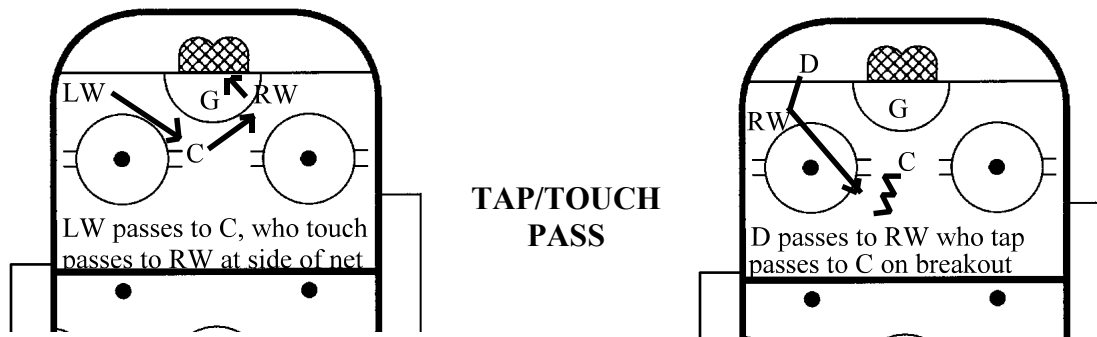 LW
G
RW
C
LW passes to C, who touch
passes to RW at side of net
TAP/TOUCH
PASS
D
G
RW
C
D passes to RW who tap
passes to C on breakout